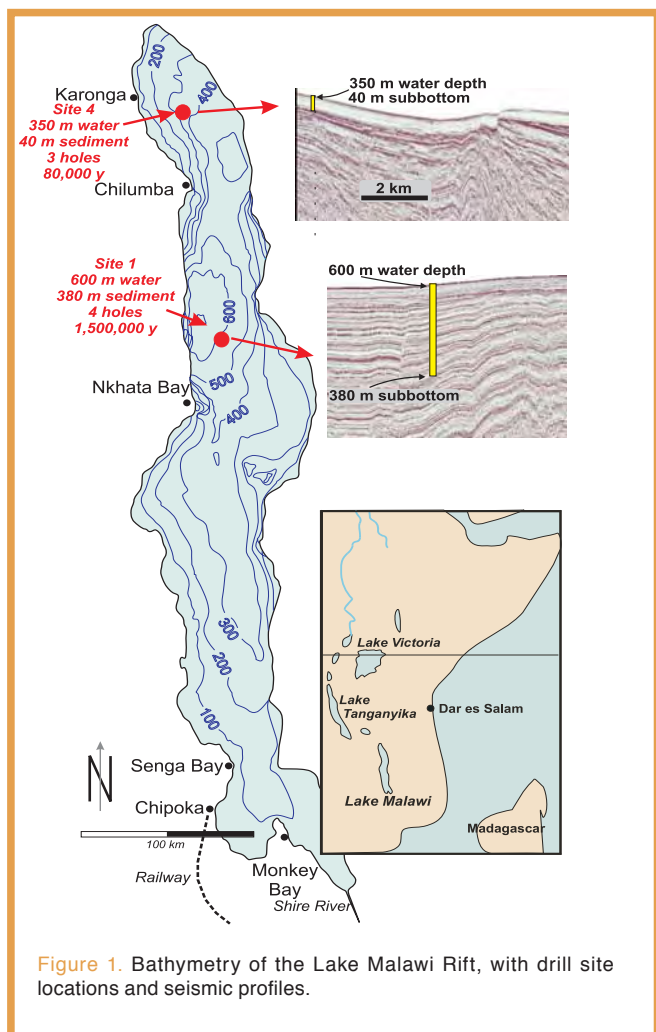 200
400
Karonga
Site 4
350 m water
40 m sediment
3 holes
80,000 y
Chilumba
350 m water depth
40 m subbottom
2 km
Site 1
600 m water
380 m sediment
4 holes
1,500,000 y
600
600 m water depth
380 m subbottom
Nkhata Bay
500
400
300
200
100
Lake Victoria
Lake
Tanganyika
Dar es Salam
Lake Malawi
Madagascar
N
Senga Bay
Chipoka
100 km
Railway
Monkey
Bay
Shire River
Figure 1. Bathymetry of the Lake Malawi Rift, with drill site
locations and seismic profiles.